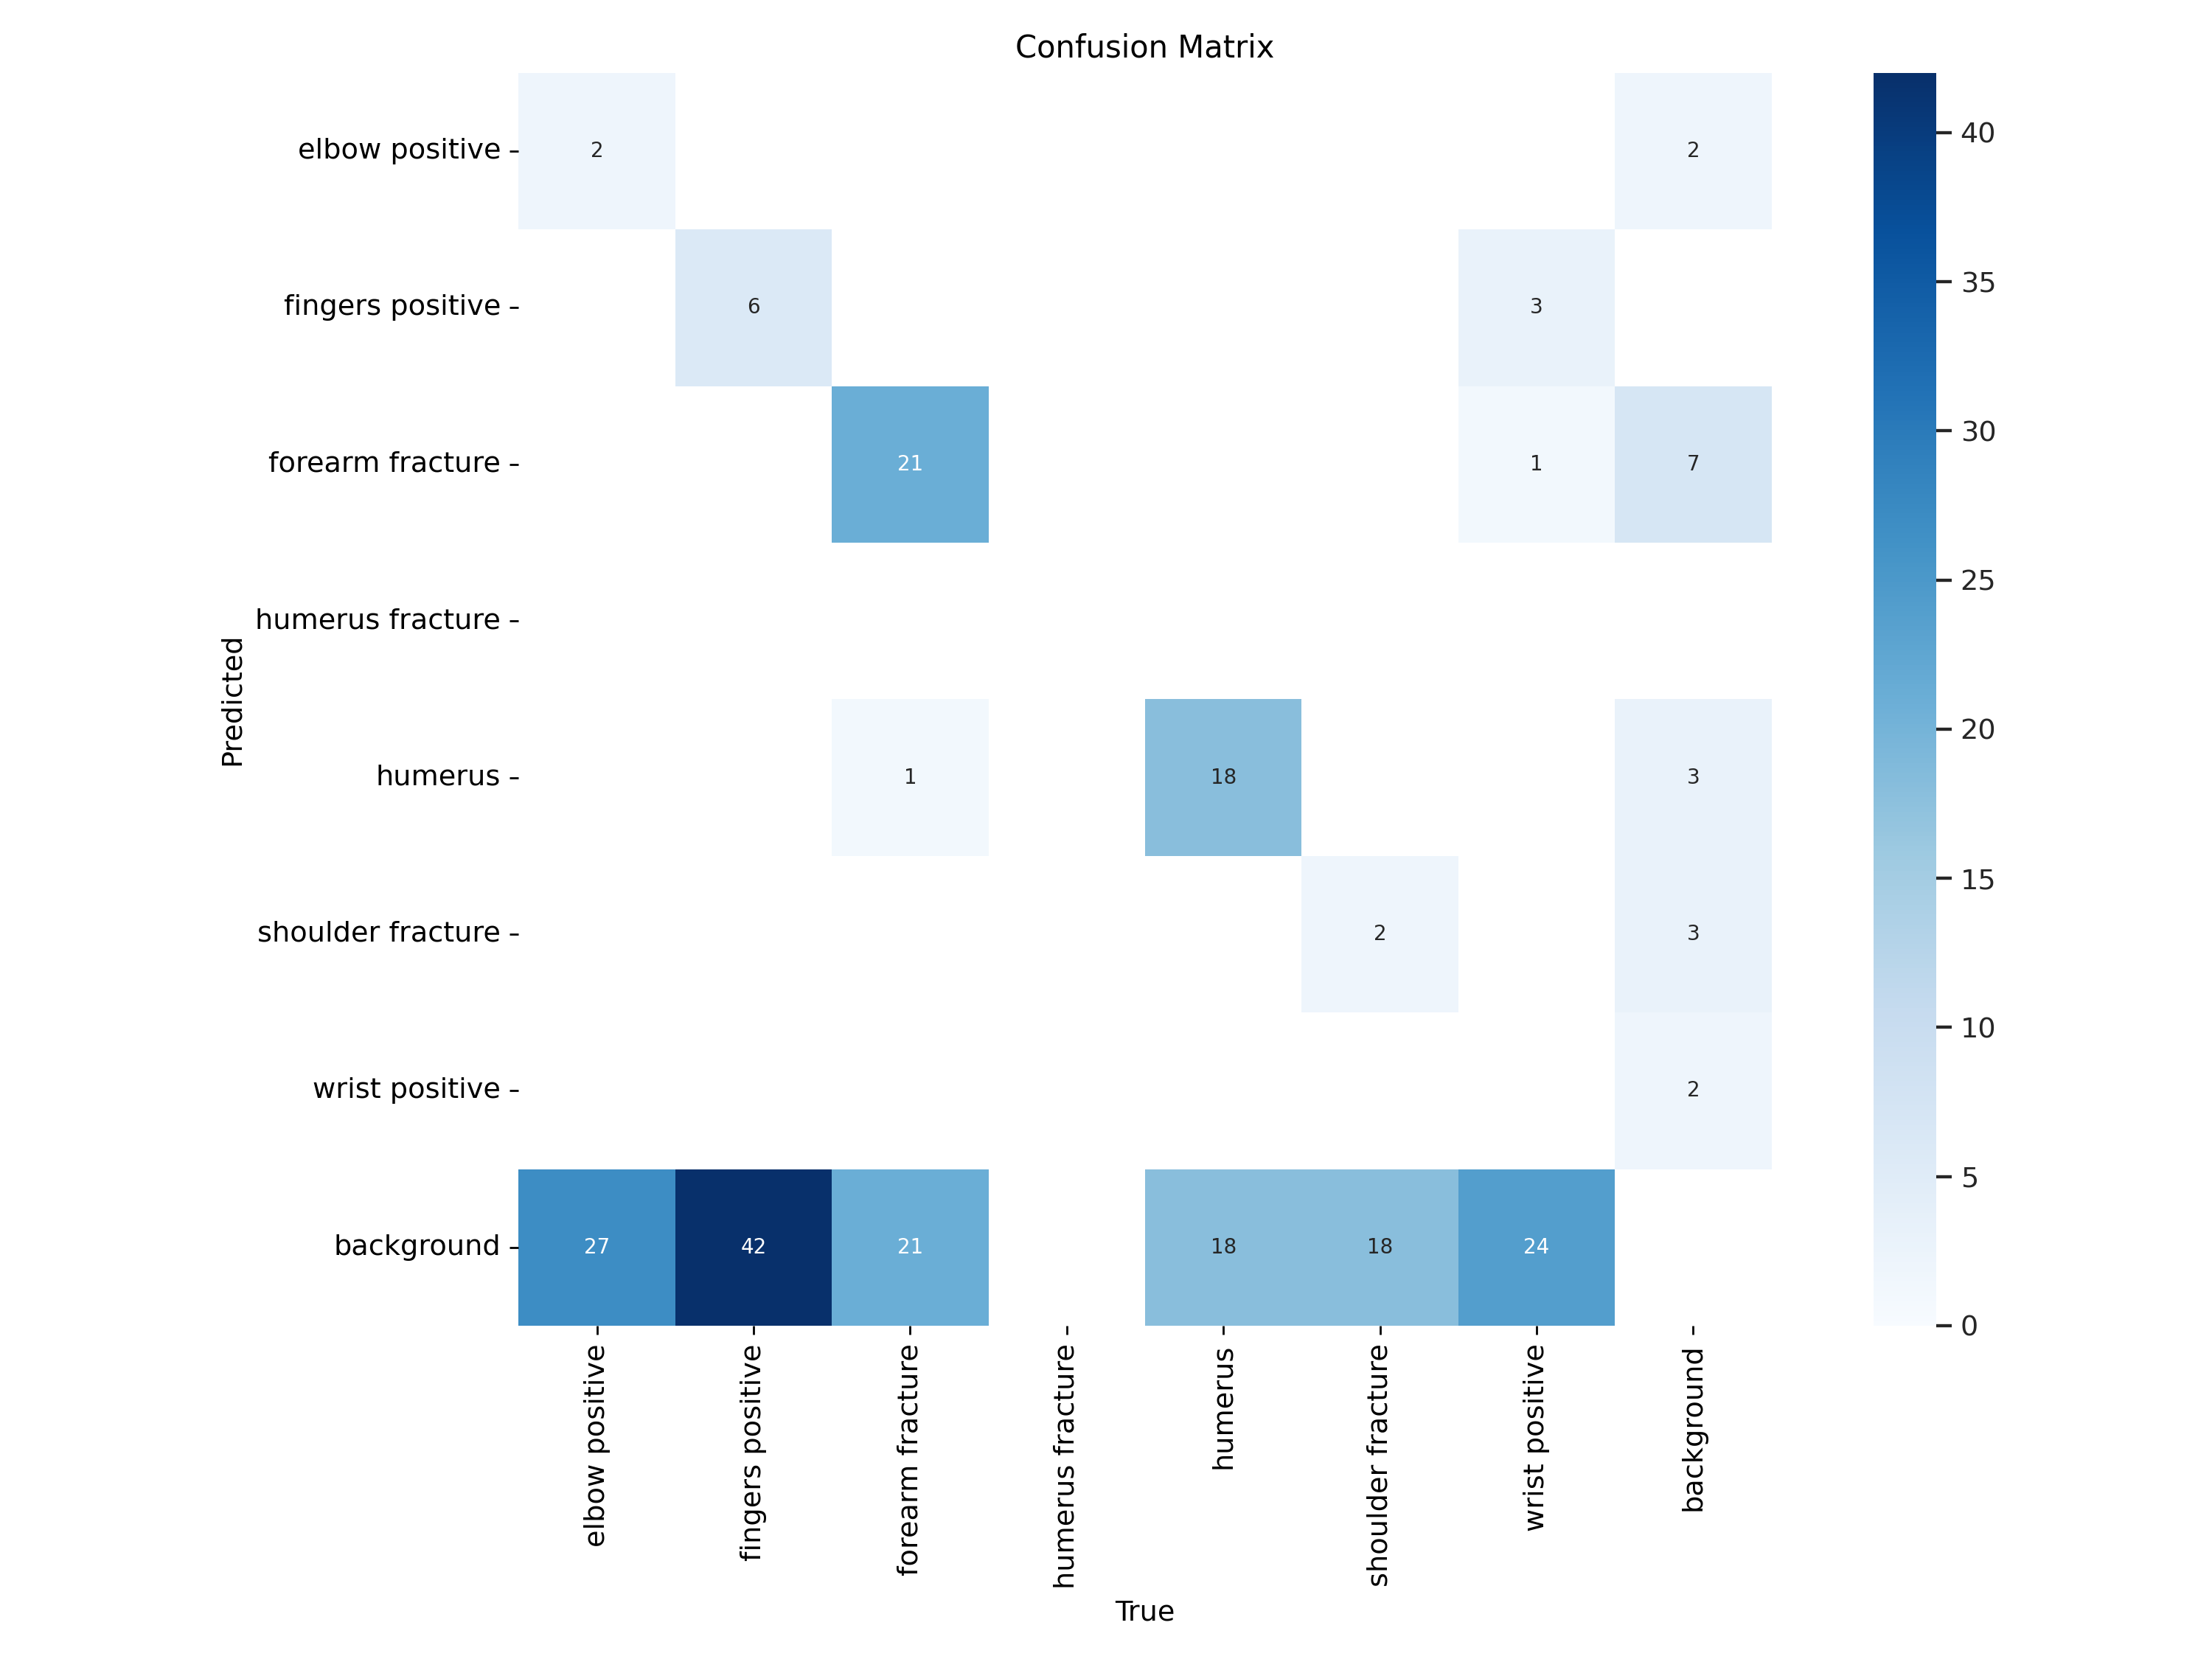 Confusion Matrix
elbow positive
2
2
fingers positive
6
3
forearm fracture
21
1
7
humerus fracture
humerus
1
18
3
shoulder fracture
2
3
wrist positive
2
background
27
42
21
18
18
24
Predicted
elbow positive
fingers positive
forearm fracture
humerus fracture
humerus
shoulder fracture
wrist positive
background
True
40
35
30
25
20
15
10
5
0